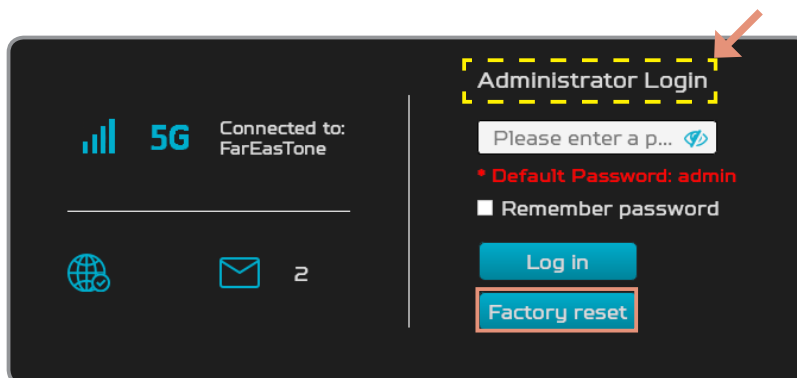 5G
Connected to:
FarEasTone
2
Administrator Login
Please enter a p...
* Default Password: admin
Remember password
Log in
Factory reset